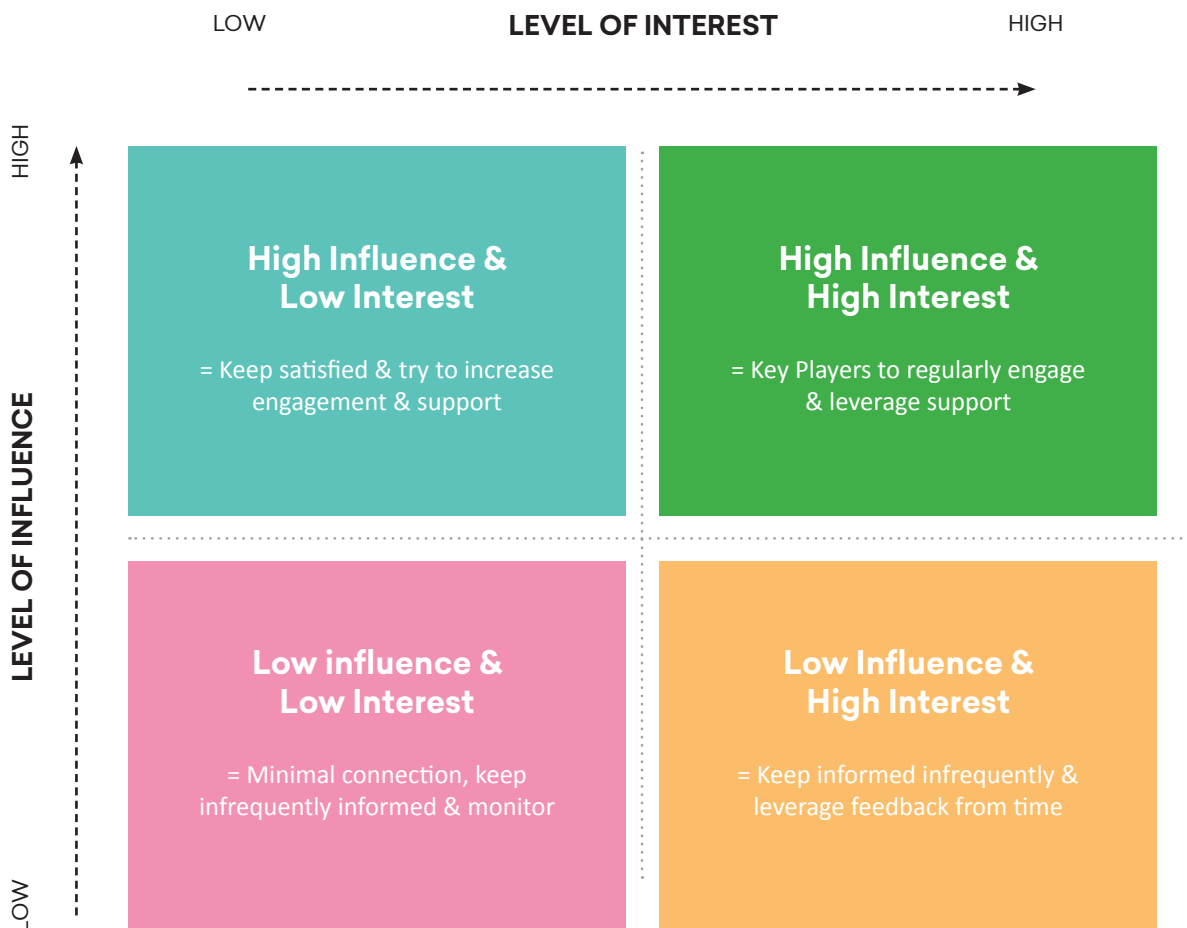 LOW
LEVEL OF INTEREST
HIGH
HIGH
LEVEL OF INFLUENCE
LOW
High Influence &
Low Interest
= Keep satisfied & try to increase
engagement & support
High Influence &
High Interest
= Key Players to regularly engage
& leverage support
Low influence &
Low Interest
= Minimal connection, keep
infrequently informed & monitor
Low Influence &
High Interest
= Keep informed infrequently &
leverage feedback from time